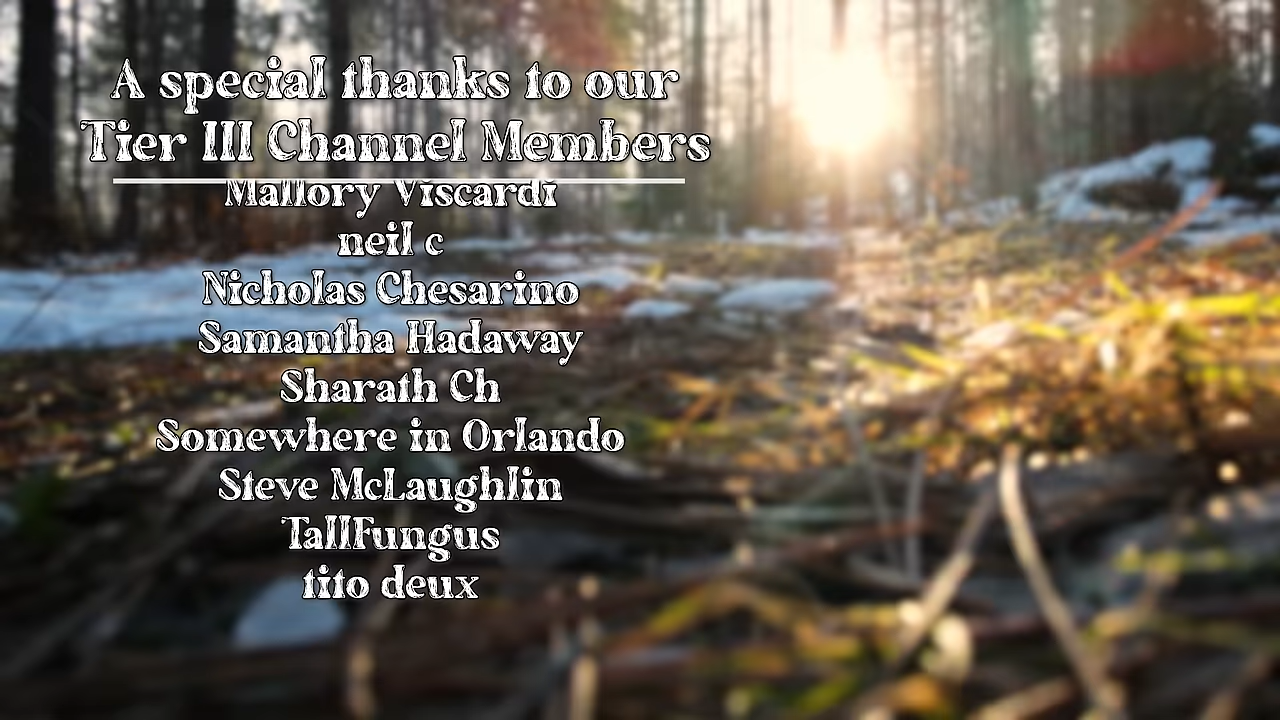 A special thanks to our
Tier III Channel Members
Mallory Viscardi
neil c
Nicholas Chesarino
Samantha Hadaway
Sharath Ch
Somewhere in Orlando
Steve McLaughlin
TallFungus
tito deux